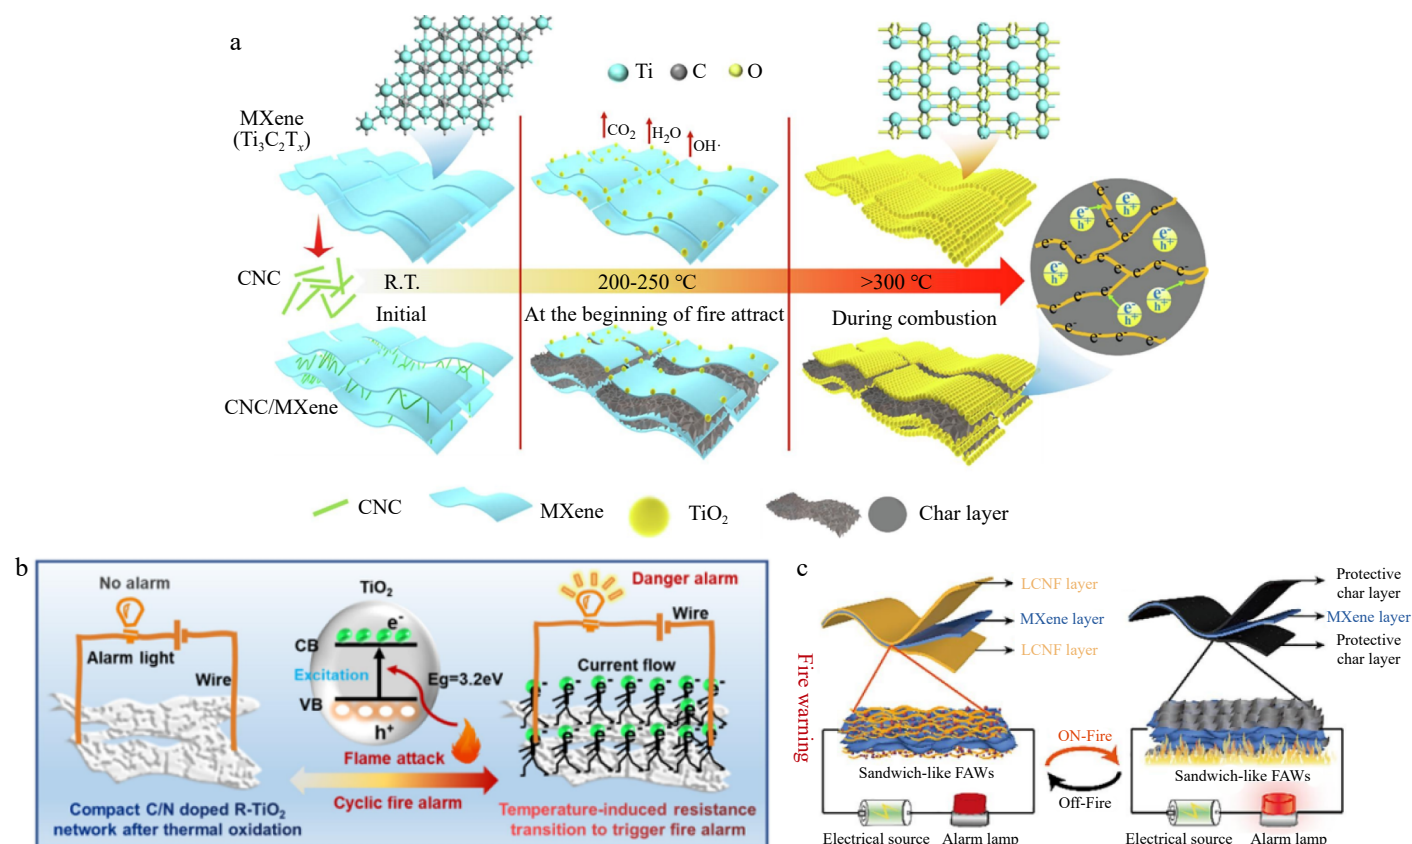 a
Ti
C
O
MXene
(Ti₃C₂Tₓ)
CO₂
H₂O
OH·
CNC
R.T.
200-250 ℃
>300 ℃
Initial
At the beginning of fire attract
During combustion
CNC/MXene
e⁻
e⁻
h⁺
CNC
MXene
TiO₂
Char layer
b
No alarm
Alarm light
Wire
TiO₂
e⁻
CB
Excitation
Eg=3.2eV
VB
h⁺
Flame attack
Cyclic fire alarm
Danger alarm
Wire
Current flow
e⁻
Compact C/N doped R-TiO₂
network after thermal oxidation
Temperature-induced resistance
transition to trigger fire alarm
c
Fire warning
LCNF layer
MXene layer
LCNF layer
Sandwich-like FAWs
Electrical source
Alarm lamp
ON-Fire
Off-Fire
Protective
char layer
MXene layer
Protective
char layer
Sandwich-like FAWs
Electrical source
Alarm lamp